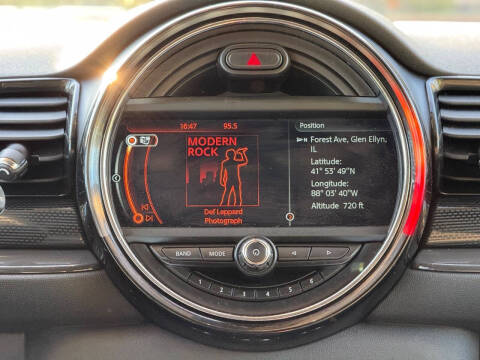 16:47 95.5
MODERN
ROCK
Def Leppard
Photograph
Position
Forest Ave, Glen Ellyn,
IL
Latitude:
41° 53' 49"N
Longitude:
88° 03' 40"W
Altitude 720 ft
BAND MODE
1 2 3 4 5 6